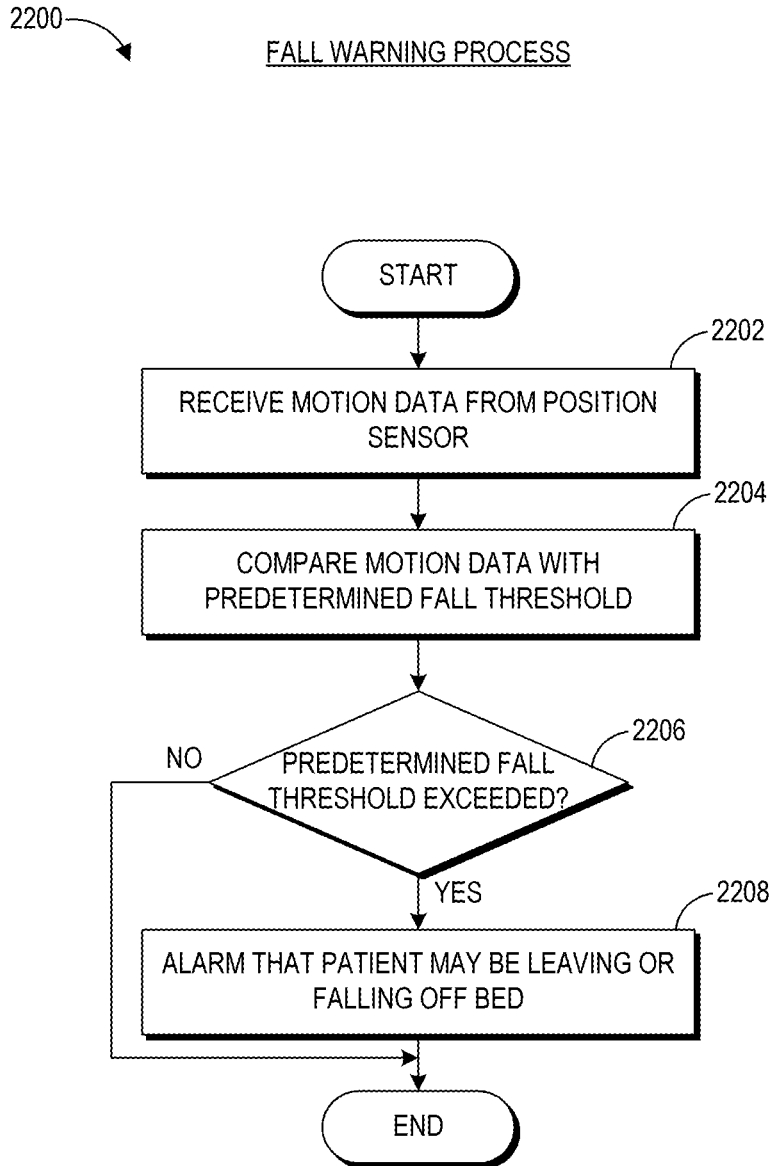 2200
FALL WARNING PROCESS
START
2202
RECEIVE MOTION DATA FROM POSITION
SENSOR
2204
COMPARE MOTION DATA WITH
PREDETERMINED FALL THRESHOLD
2206
NO
PREDETERMINED FALL
THRESHOLD EXCEEDED?
YES
2208
ALARM THAT PATIENT MAY BE LEAVING OR
FALLING OFF BED
END